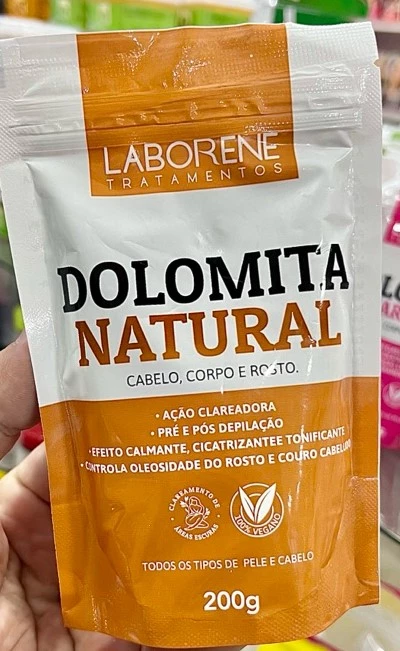 LABORENE
TRATAMENTOS
DOLOMITA
NATURAL
CABELO, CORPO E ROSTO.
• AÇÃO CLAREADORA
• PRÉ E PÓS DEPILAÇÃO
• EFEITO CALMANTE, CICATRIZANTEE TONIFICANTE
• CONTROLA OLEOSIDADE DO ROSTO E COURO CABELUDO
CLAREAMENTO DE
ÁREAS ESCURAS
100% VEGANO
TODOS OS TIPOS DE PELE E CABELO
200g